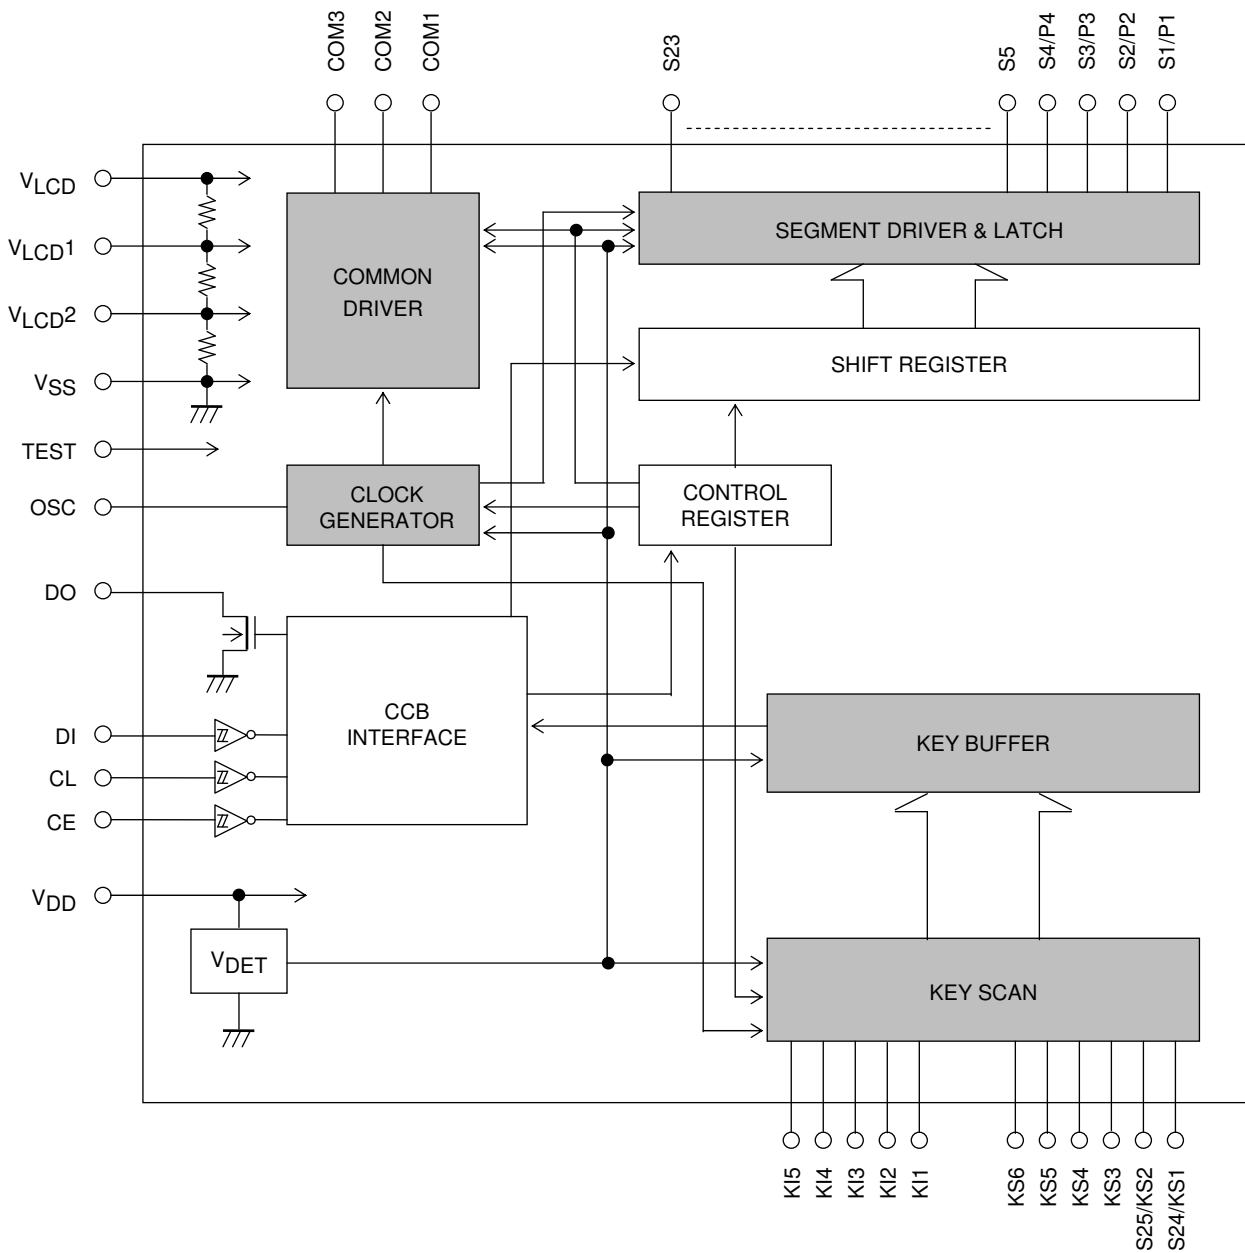 COM3
COM2
COM1
S23
S5
S4/P4
S3/P3
S2/P2
S1/P1
VLCD
VLCD1
VLCD2
VSS
TEST
OSC
DO
DI
CL
CE
VDD
COMMON
DRIVER
SEGMENT DRIVER & LATCH
SHIFT REGISTER
CLOCK
GENERATOR
CONTROL
REGISTER
CCB
INTERFACE
KEY BUFFER
VDET
KEY SCAN
KI5
KI4
KI3
KI2
KI1
KS6
KS5
KS4
KS3
S25/KS2
S24/KS1